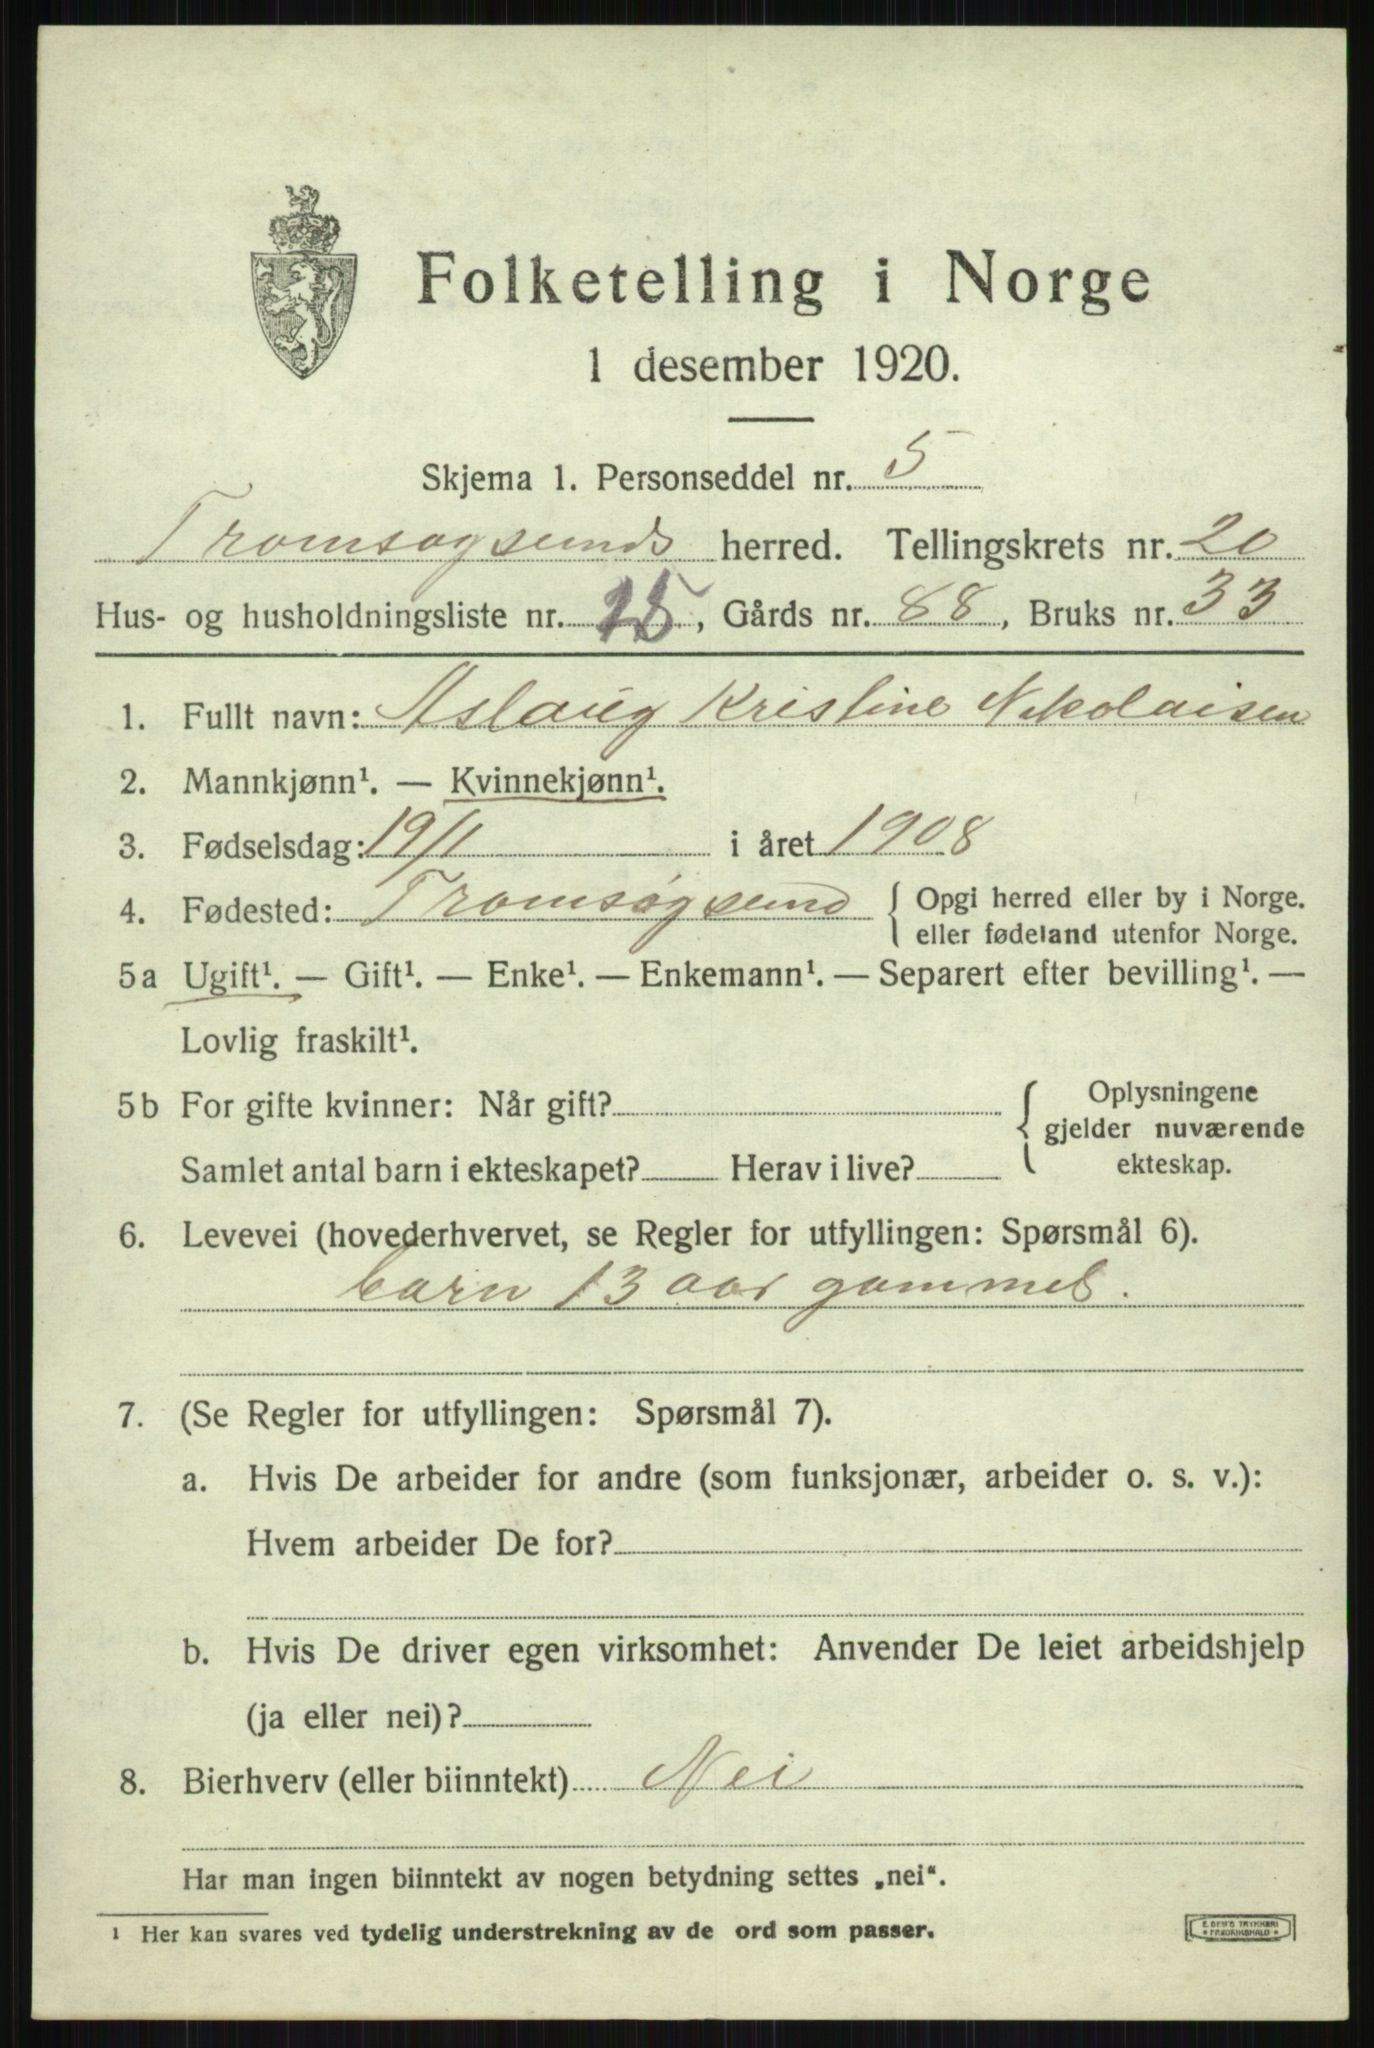 Folketelling i Norge
1 desember 1920.
Skjema 1. Personseddel nr. 5
Tromsøysunds herred. Tellingskrets nr. 20
Hus- og husholdningsliste nr. 25, Gårds nr. 88, Bruks nr. 33
1. Fullt navn: Aslaug Kristine Nikolaisen
2. Mannkjønn¹. — Kvinnekjønn¹.
3. Fødselsdag: 19/1 i året 1908
4. Fødested: Tromsøysund { Opgi herred eller by i Norge.
eller fødeland utenfor Norge.
5a Ugift¹. — Gift¹. — Enke¹. — Enkemann¹. — Separert efter bevilling¹. —
Lovlig fraskilt¹.
5b For gifte kvinner: Når gift? { Oplysningene
gjelder nuværende
Samlet antal barn i ekteskapet? Herav i live? ekteskap.
6. Levevei (hovederhvervet, se Regler for utfyllingen: Spørsmål 6).
barn 13 aar gammel.
7. (Se Regler for utfyllingen: Spørsmål 7).
a. Hvis De arbeider for andre (som funksjonær, arbeider o. s. v.):
Hvem arbeider De for?
b. Hvis De driver egen virksomhet: Anvender De leiet arbeidshjelp
(ja eller nei)?
8. Bierhverv (eller biinntekt) Nei
Har man ingen biinntekt av nogen betydning settes „nei“.
¹ Her kan svares ved tydelig understrekning av de ord som passer.
E. SEM'S TRYKKERI
* FREDRIKSHALD *